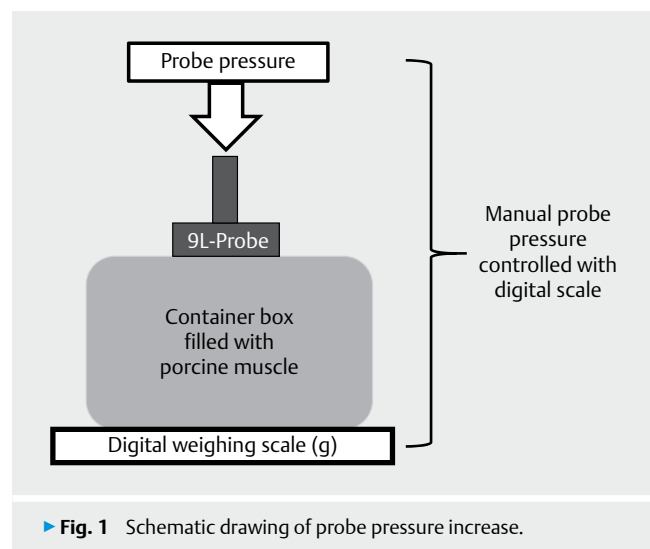 Probe pressure
9L-Probe
Container box
filled with
porcine muscle
Digital weighing scale (g)
Manual probe
pressure
controlled with
digital scale
▶ Fig. 1 Schematic drawing of probe pressure increase.